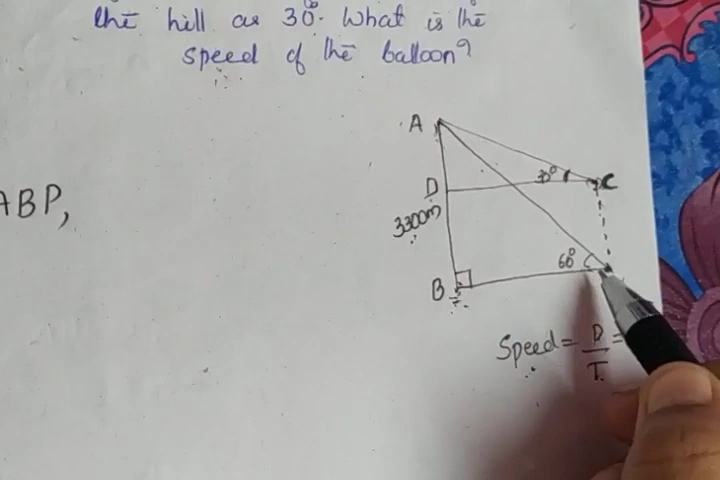 the hill as 30°. What is the
speed of the balloon?
ABP,
A
30° C
D
3300m
60°
B
Speed = D/T =